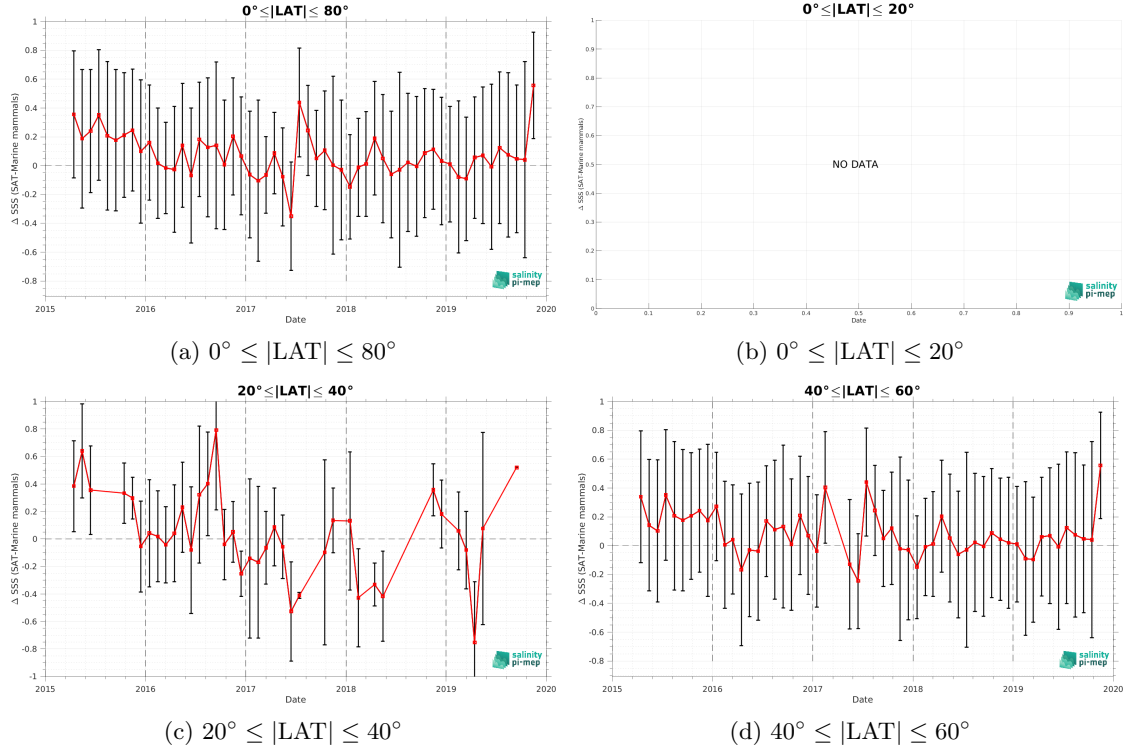 0°≤|LAT|≤ 80°
1
0.8
0.6
0.4
0.2
0
-0.2
-0.4
-0.6
-0.8
Δ SSS (SAT-Marine mammals)
2015 2016 2017 2018 2019 2020
Date
salinity
pi-mep
(a) 0° ≤ |LAT| ≤ 80°
0°≤|LAT|≤ 20°
1
0.9
0.8
0.7
0.6
0.5
0.4
0.3
0.2
0.1
0
Δ SSS (SAT-Marine mammals)
NO DATA
0 0.1 0.2 0.3 0.4 0.5 0.6 0.7 0.8 0.9 1
Date
salinity
pi-mep
(b) 0° ≤ |LAT| ≤ 20°
20°≤|LAT|≤ 40°
1
0.8
0.6
0.4
0.2
0
-0.2
-0.4
-0.6
-0.8
-1
Δ SSS (SAT-Marine mammals)
2015 2016 2017 2018 2019 2020
Date
salinity
pi-mep
(c) 20° ≤ |LAT| ≤ 40°
40°≤|LAT|≤ 60°
1
0.8
0.6
0.4
0.2
0
-0.2
-0.4
-0.6
-0.8
Δ SSS (SAT-Marine mammals)
2015 2016 2017 2018 2019 2020
Date
salinity
pi-mep
(d) 40° ≤ |LAT| ≤ 60°